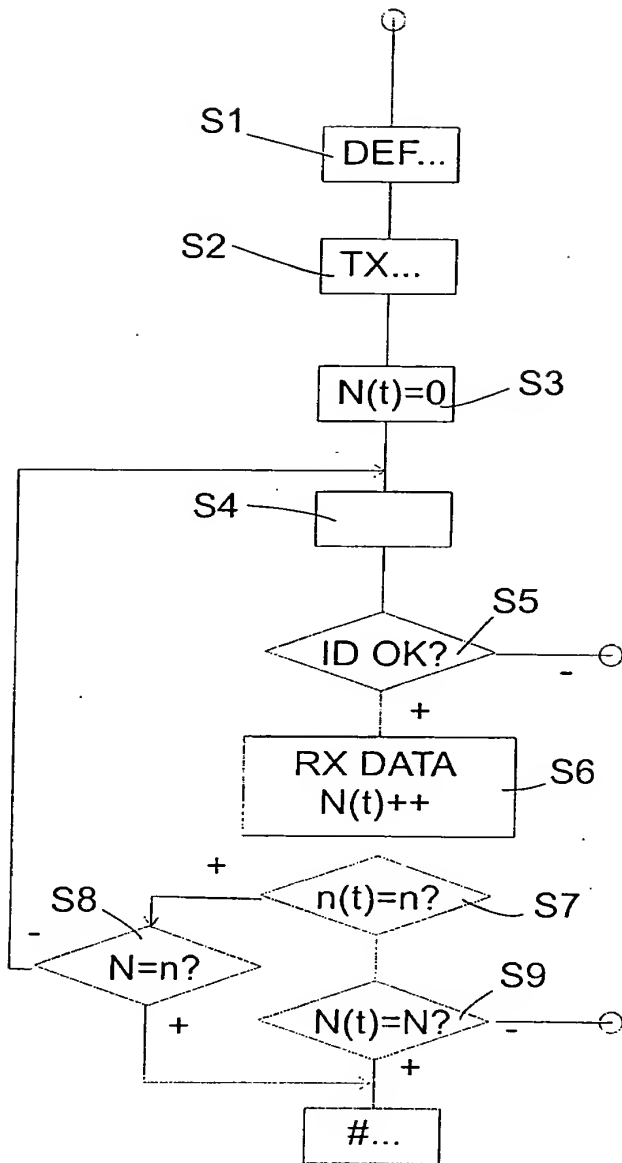 S1
DEF...
S2
TX...
N(t)=0
S3
S4
S5
ID OK?
-
+
RX DATA
N(t)++
S6
+
n(t)=n?
S7
S8
-
N=n?
+
S9
N(t)=N?
-
+
#...